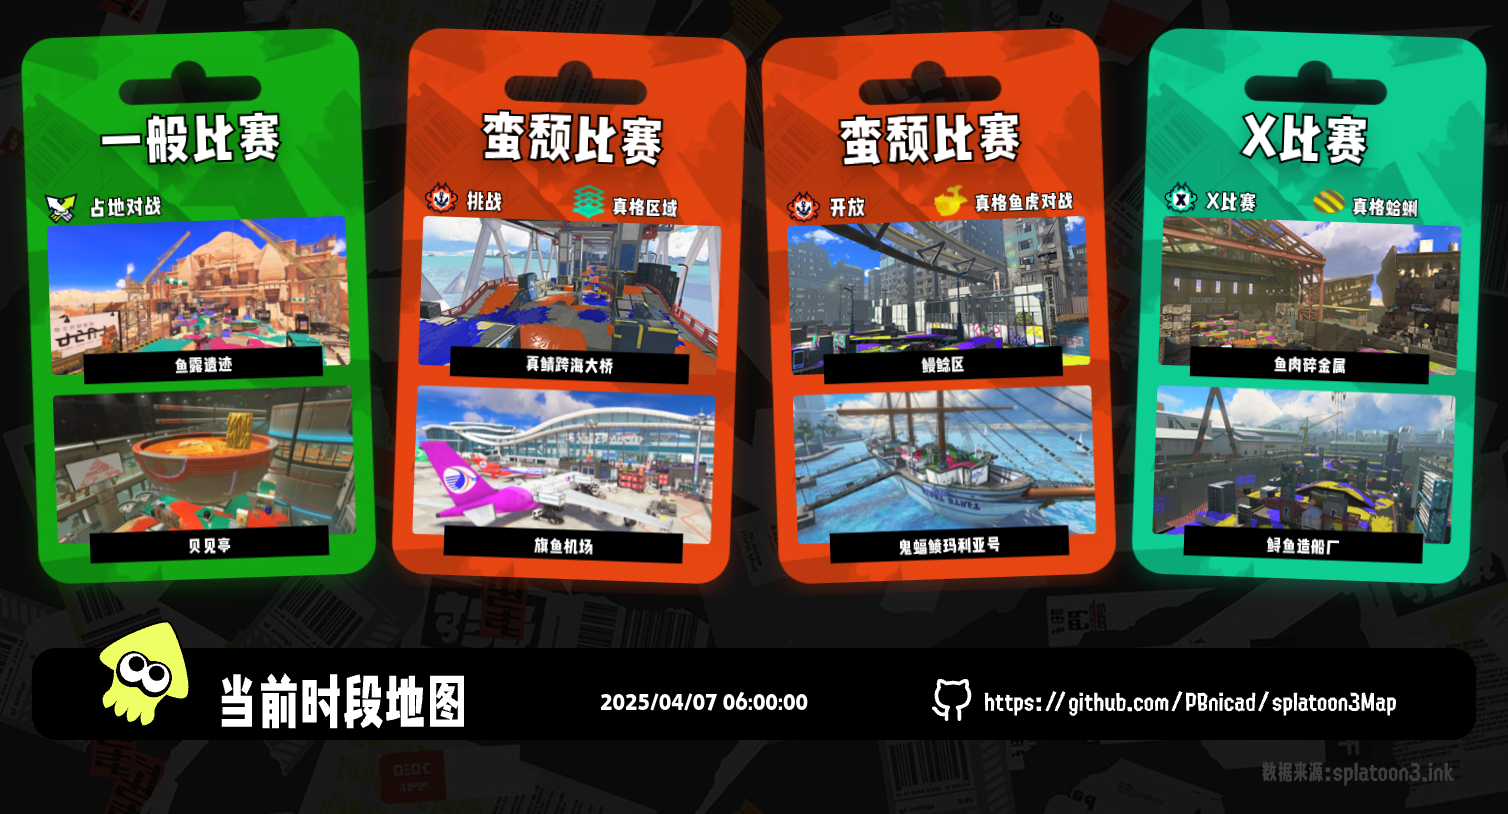 一般比赛
占地对战
鱼露遗迹
贝见亭
蛮颓比赛
挑战
真格区域
真鲭跨海大桥
旗鱼机场
蛮颓比赛
开放
真格鱼虎对战
鳗鲶区
鬼蝠鲼玛利亚号
X比赛
X比赛
真格蛤蜊
鱼肉碎金属
鲟鱼造船厂
当前时段地图
2025/04/07 06:00:00
https://github.com/PBnicad/splatoon3Map
数据来源:splatoon3.ink